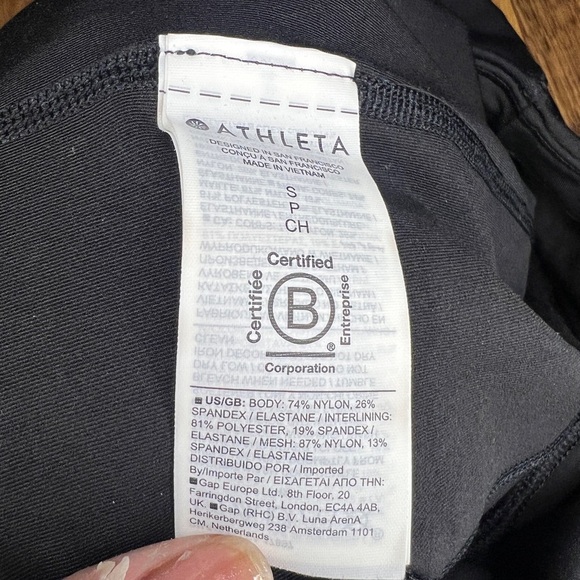 ATHLETA
DESIGNED IN SAN FRANCISCO
CONÇU À SAN FRANCISCO
MADE IN VIETNAM
S
P
CH
Certified
Certifiée
B
Entreprise
®
Corporation
US/GB: BODY: 74% NYLON, 26%
SPANDEX / ELASTANE / INTERLINING:
81% POLYESTER, 19% SPANDEX /
ELASTANE / MESH: 87% NYLON, 13%
SPANDEX / ELASTANE
DISTRIBUIDO POR / Imported
By/Importe Par / ΕΙΣΑΓΕΤΑΙ ΑΠΟ ΤΗΝ:
Gap Europe Ltd., 8th Floor, 20
Farringdon Street, London, EC4A 4AB,
UK. Gap (RHC) B.V. Luna ArenA
Herikerbergweg 238 Amsterdam 1101
CM, Netherlands